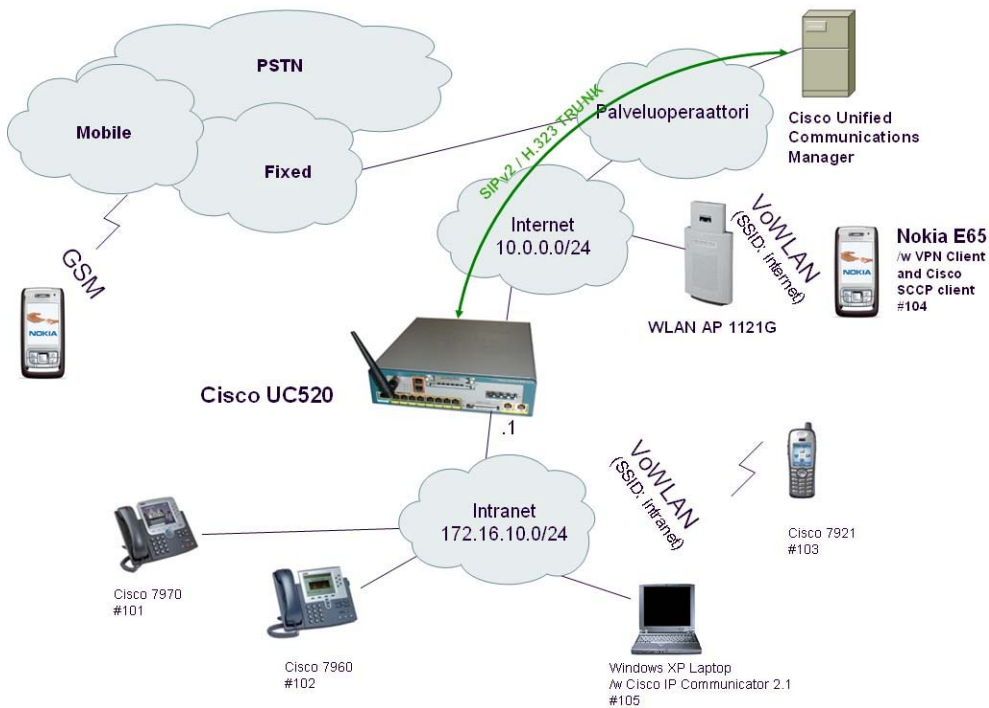 PSTN
Mobile
Fixed
Palveluoperaattori
Cisco Unified
Communications
Manager
SIPv2 / H.323 TRUNK
Internet
10.0.0.0/24
VoWLAN
(SSID: internet)
Nokia E65
/w VPN Client
and Cisco
SCCP client
#104
NOKIA
WLAN AP 1121G
GSM
NOKIA
Cisco UC520
.1
Intranet
172.16.10.0/24
VoWLAN
(SSID: intranet)
Cisco 7921
#103
Cisco 7970
#101
Cisco 7960
#102
Windows XP Laptop
/w Cisco IP Communicator 2.1
#105